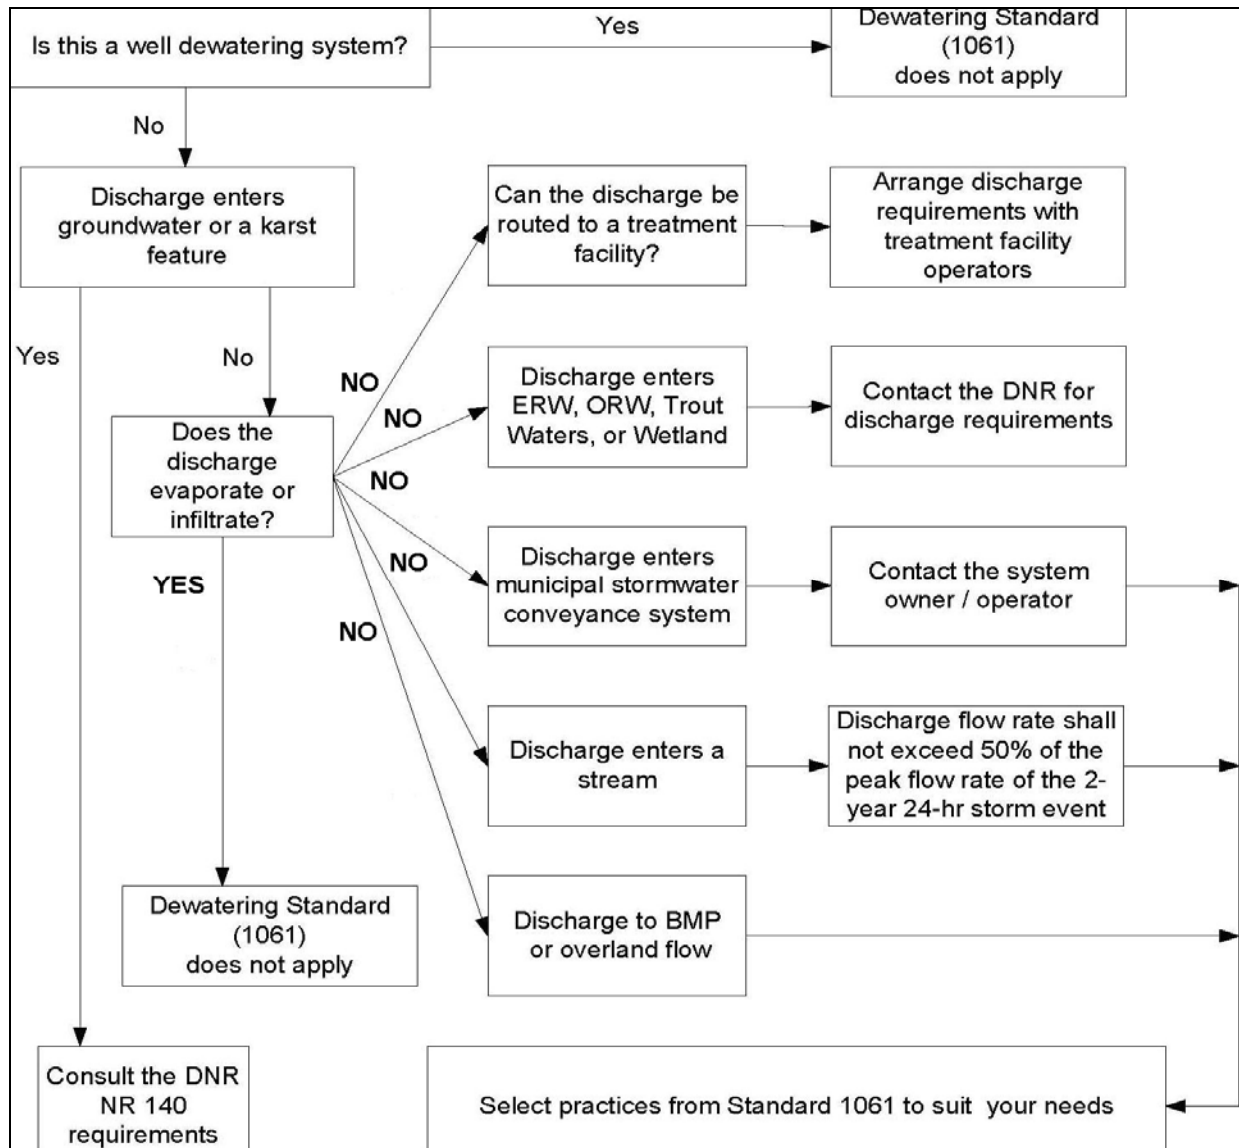 Is this a well dewatering system?
Yes
Dewatering Standard
(1061)
does not apply
No
Discharge enters
groundwater or a karst
feature
Can the discharge be
routed to a treatment
facility?
Arrange discharge
requirements with
treatment facility
operators
Yes
No
NO
NO
NO
NO
NO
Discharge enters
ERW, ORW, Trout
Waters, or Wetland
Contact the DNR for
discharge requirements
Does the
discharge
evaporate or
infiltrate?
YES
Discharge enters
municipal stormwater
conveyance system
Contact the system
owner / operator
Discharge enters a
stream
Discharge flow rate shall
not exceed 50% of the
peak flow rate of the 2-
year 24-hr storm event
Dewatering Standard
(1061)
does not apply
Discharge to BMP
or overland flow
Consult the DNR
NR 140
requirements
Select practices from Standard 1061 to suit your needs